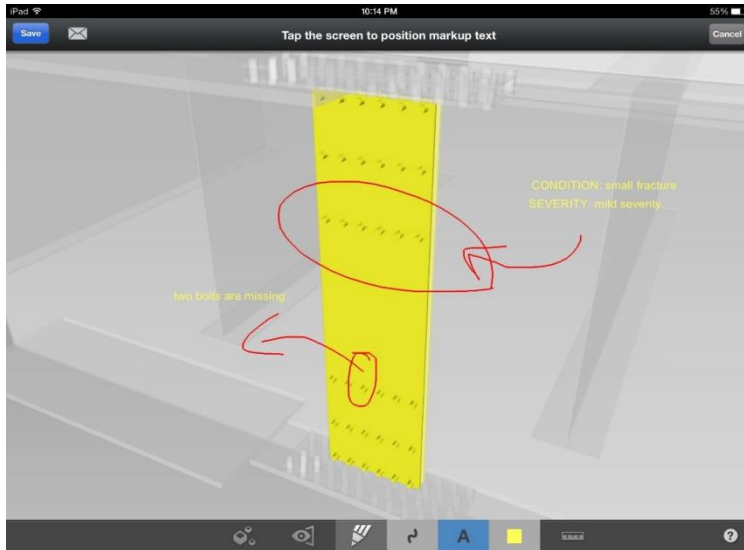 iPad 10:14 PM 55%
Save Tap the screen to position markup text Cancel
CONDITION: small fracture
SEVERITY: mild severity
two bolts are missing
A ?